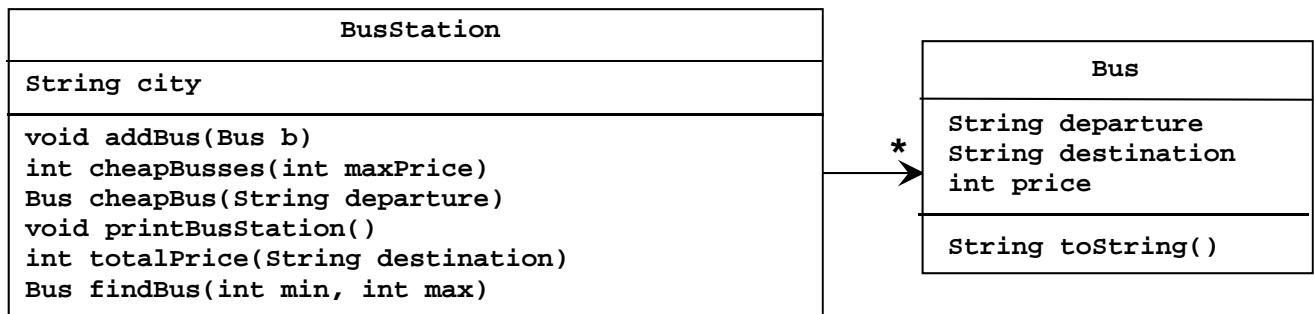 BusStation
String city
void addBus(Bus b)
int cheapBusses(int maxPrice)
Bus cheapBus(String departure)
void printBusStation()
int totalPrice(String destination)
Bus findBus(int min, int max)
*
Bus
String departure
String destination
int price
String toString()